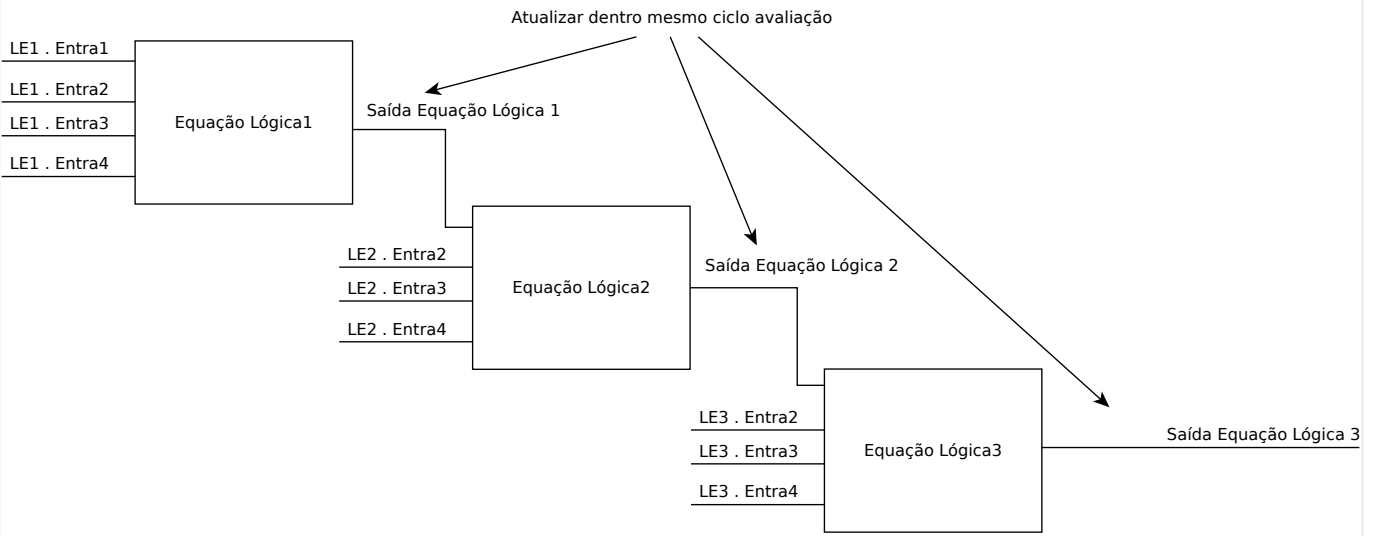 Atualizar dentro mesmo ciclo avaliação
LE1 . Entra1
LE1 . Entra2
LE1 . Entra3
LE1 . Entra4
Equação Lógica1
Saída Equação Lógica 1
LE2 . Entra2
LE2 . Entra3
LE2 . Entra4
Equação Lógica2
Saída Equação Lógica 2
LE3 . Entra2
LE3 . Entra3
LE3 . Entra4
Equação Lógica3
Saída Equação Lógica 3